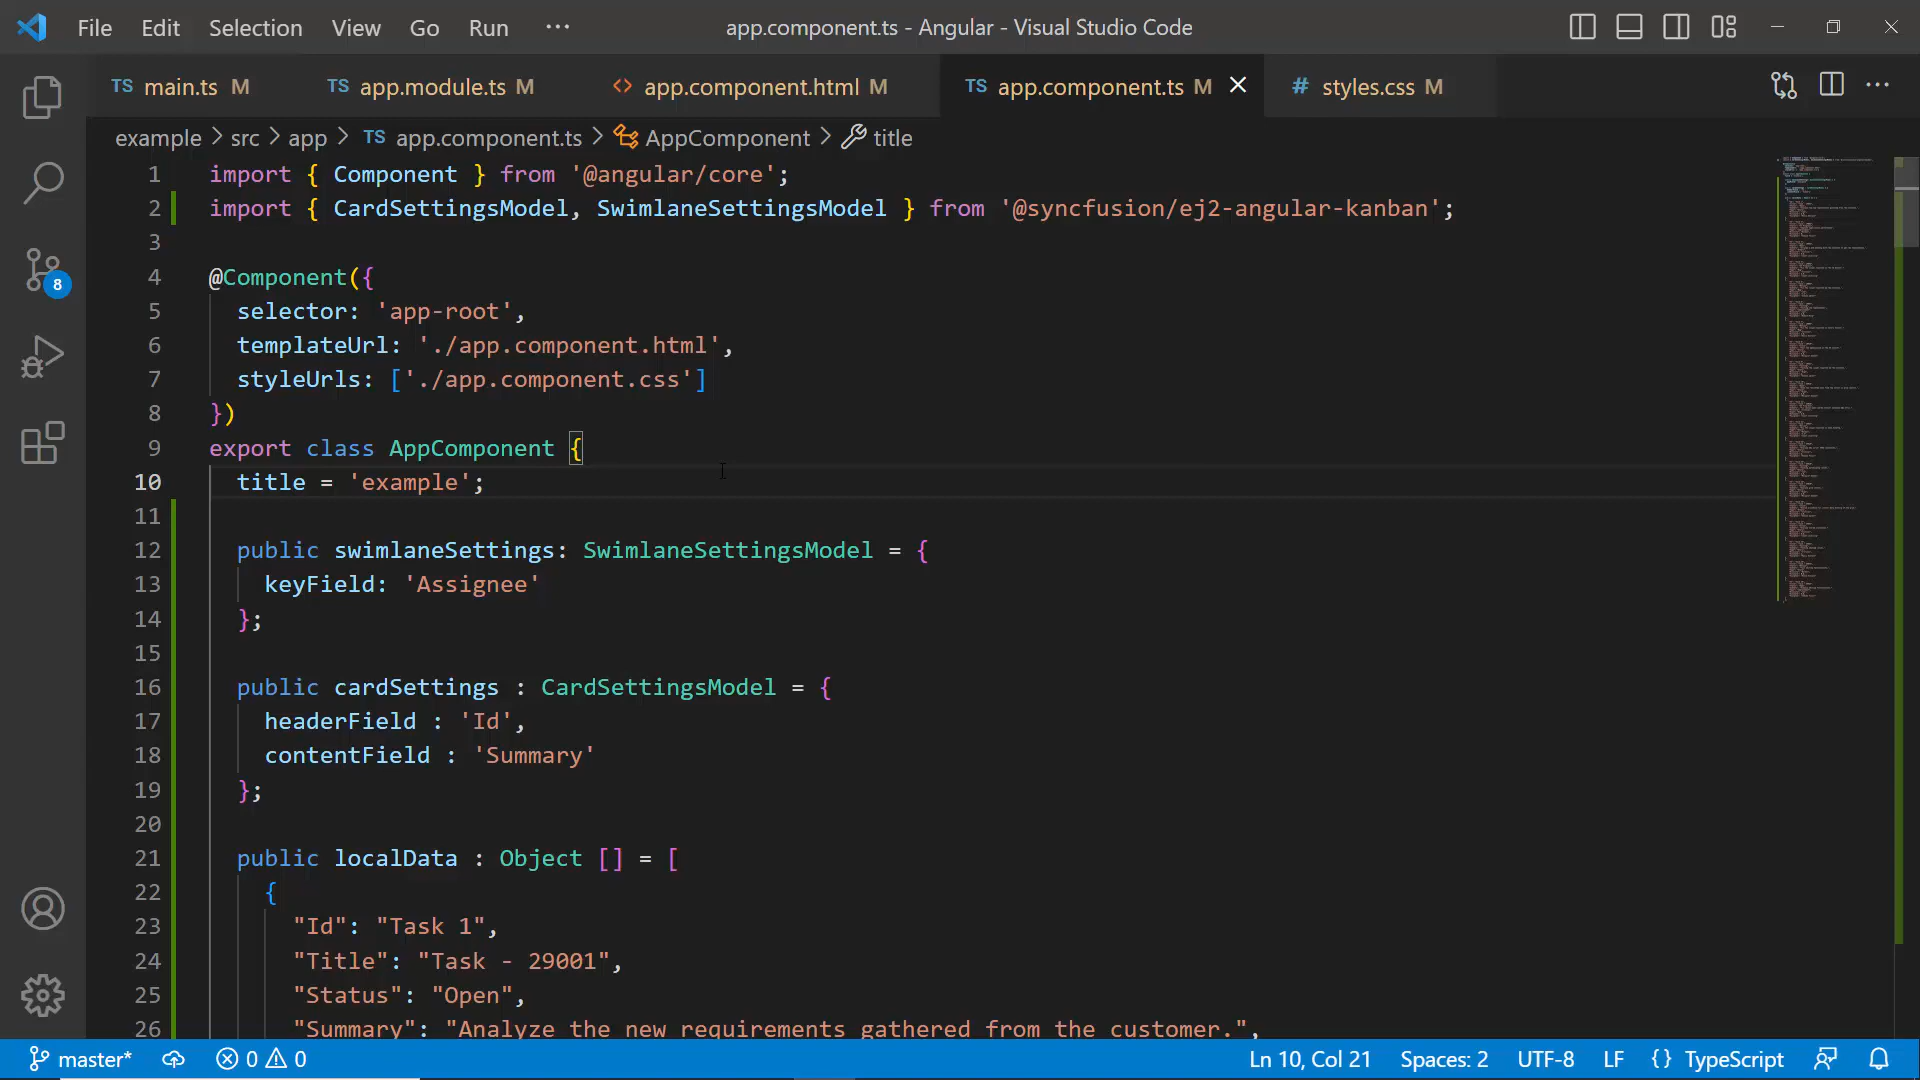 File Edit Selection View Go Run ··· app.component.ts - Angular - Visual Studio Code
TS main.ts M TS app.module.ts M <> app.component.html M TS app.component.ts M # styles.css M ···
example > src > app > TS app.component.ts > AppComponent > title
1 import { Component } from '@angular/core';
2 import { CardSettingsModel, SwimlaneSettingsModel } from '@syncfusion/ej2-angular-kanban';
3
4 @Component({
5 selector: 'app-root',
6 templateUrl: './app.component.html',
7 styleUrls: ['./app.component.css']
8 })
9 export class AppComponent {
10 title = 'example';
11
12 public swimlaneSettings: SwimlaneSettingsModel = {
13 keyField: 'Assignee'
14 };
15
16 public cardSettings : CardSettingsModel = {
17 headerField : 'Id',
18 contentField : 'Summary'
19 };
20
21 public localData : Object [] = [
22 {
23 "Id": "Task 1",
24 "Title": "Task - 29001",
25 "Status": "Open",
26 "Summary": "Analyze the new requirements gathered from the customer.",
8
master* 0 0 Ln 10, Col 21 Spaces: 2 UTF-8 LF {} TypeScript